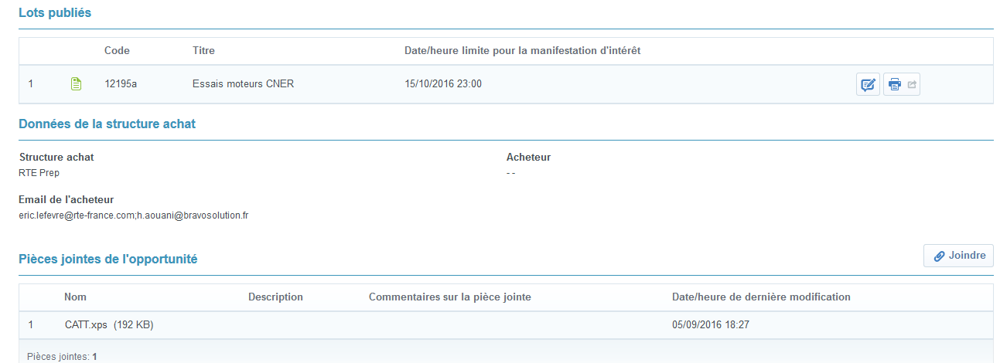 Lots publiés
Code Titre Date/heure limite pour la manifestation d'intérêt
1 12195a Essais moteurs CNER 15/10/2016 23:00
Données de la structure achat
Structure achat Acheteur
RTE Prep --
Email de l'acheteur
eric.lefevre@rte-france.com;h.aouani@bravosolution.fr
Pièces jointes de l'opportunité Joindre
Nom Description Commentaires sur la pièce jointe Date/heure de dernière modification
1 CATT.xps (192 KB) 05/09/2016 18:27
Pièces jointes: 1